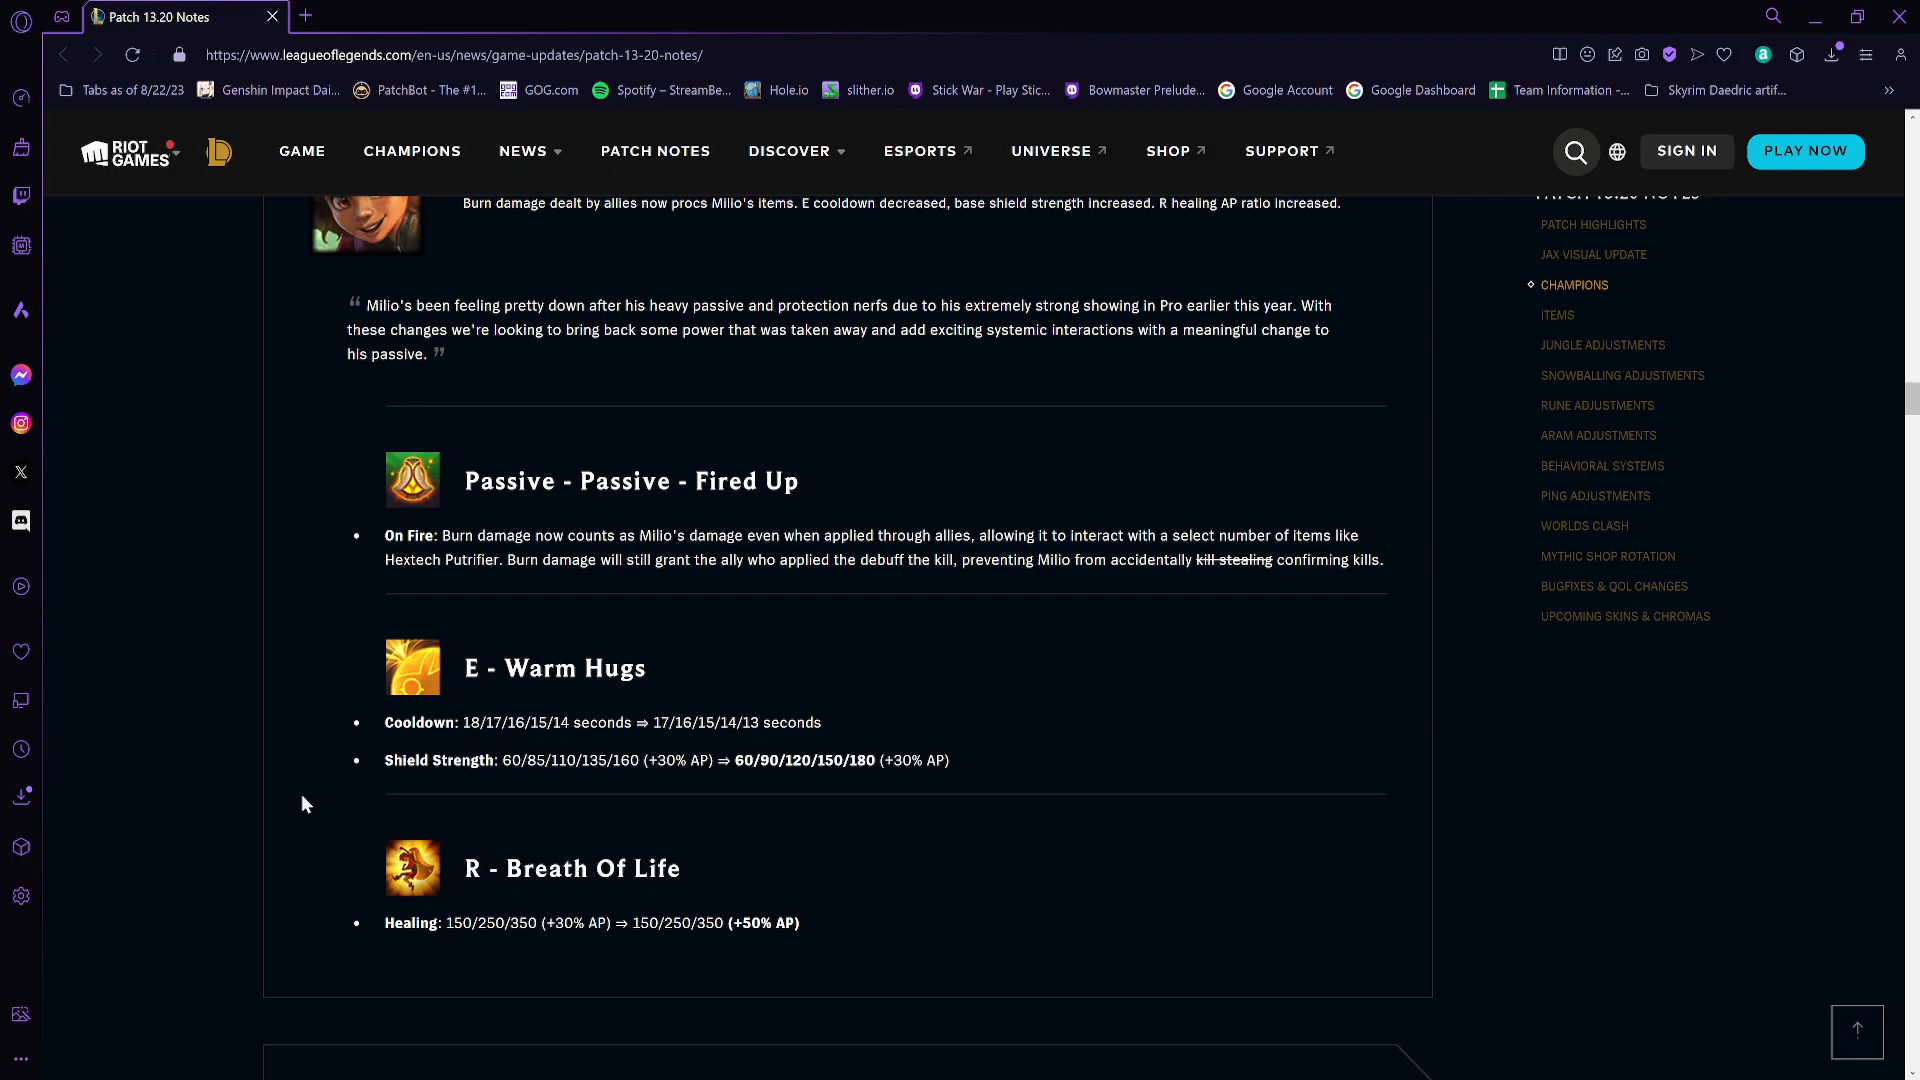 Patch 13.20 Notes
https://www.leagueoflegends.com/en-us/news/game-updates/patch-13-20-notes/
Tabs as of 8/22/23
Genshin Impact Dai...
PatchBot - The #1...
GOG.com
Spotify – StreamBe...
Hole.io
slither.io
Stick War - Play Stic...
Bowmaster Prelude...
Google Account
Google Dashboard
Team Information -...
Skyrim Daedric artif...
RIOT GAMES
GAME
CHAMPIONS
NEWS
PATCH NOTES
DISCOVER
ESPORTS
UNIVERSE
SHOP
SUPPORT
SIGN IN
PLAY NOW
Burn damage dealt by allies now procs Milio's items. E cooldown decreased, base shield strength increased. R healing AP ratio increased.
“ Milio's been feeling pretty down after his heavy passive and protection nerfs due to his extremely strong showing in Pro earlier this year. With
these changes we're looking to bring back some power that was taken away and add exciting systemic interactions with a meaningful change to
his passive. ”
Passive - Passive - Fired Up
• On Fire: Burn damage now counts as Milio's damage even when applied through allies, allowing it to interact with a select number of items like
Hextech Putrifier. Burn damage will still grant the ally who applied the debuff the kill, preventing Milio from accidentally kill stealing confirming kills.
E - Warm Hugs
• Cooldown: 18/17/16/15/14 seconds ⇒ 17/16/15/14/13 seconds
• Shield Strength: 60/85/110/135/160 (+30% AP) ⇒ 60/90/120/150/180 (+30% AP)
R - Breath Of Life
• Healing: 150/250/350 (+30% AP) ⇒ 150/250/350 (+50% AP)
PATCH 13.20 NOTES
PATCH HIGHLIGHTS
JAX VISUAL UPDATE
CHAMPIONS
ITEMS
JUNGLE ADJUSTMENTS
SNOWBALLING ADJUSTMENTS
RUNE ADJUSTMENTS
ARAM ADJUSTMENTS
BEHAVIORAL SYSTEMS
PING ADJUSTMENTS
WORLDS CLASH
MYTHIC SHOP ROTATION
BUGFIXES & QOL CHANGES
UPCOMING SKINS & CHROMAS